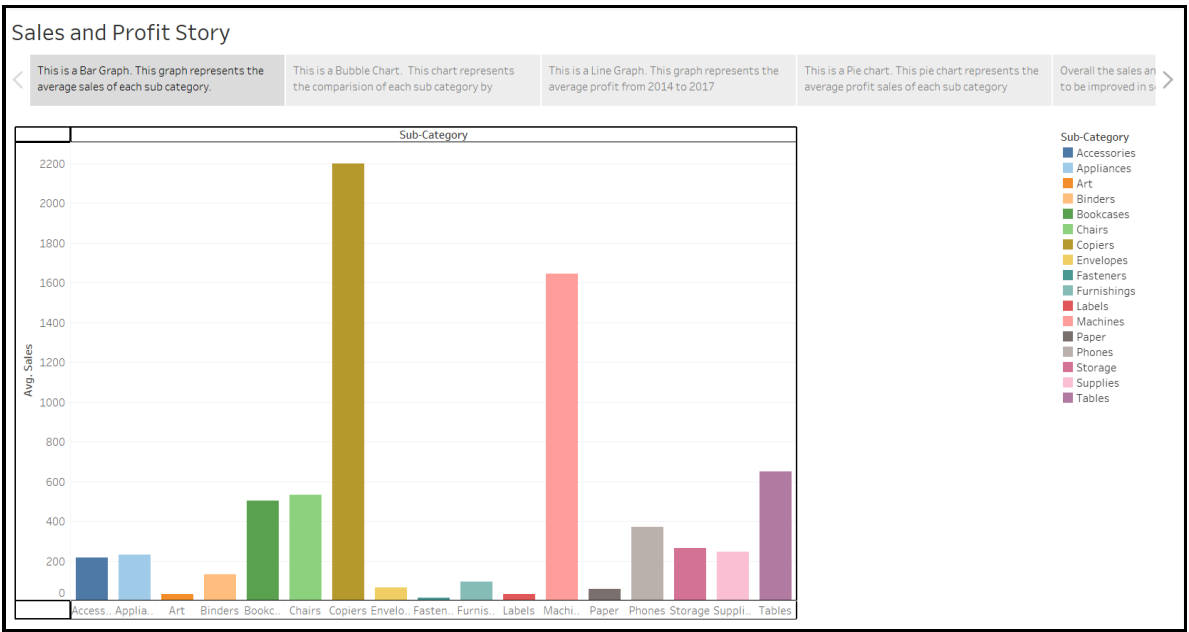 Sales and Profit Story
This is a Bar Graph. This graph represents the
average sales of each sub category.
This is a Bubble Chart.  This chart represents
the comparision of each sub category by
This is a Line Graph. This graph represents the
average profit from 2014 to 2017
This is a Pie chart. This pie chart represents the
average profit sales of each sub category
Overall the sales an
to be improved in s
Sub-Category
2200
2000
1800
1600
1400
1200
1000
800
600
400
200
0
Avg. Sales
Access.. Applia.. Art Binders Bookc.. Chairs Copiers Envelo.. Fasten.. Furnis.. Labels Machi.. Paper Phones Storage Suppli.. Tables
Sub-Category
Accessories
Appliances
Art
Binders
Bookcases
Chairs
Copiers
Envelopes
Fasteners
Furnishings
Labels
Machines
Paper
Phones
Storage
Supplies
Tables